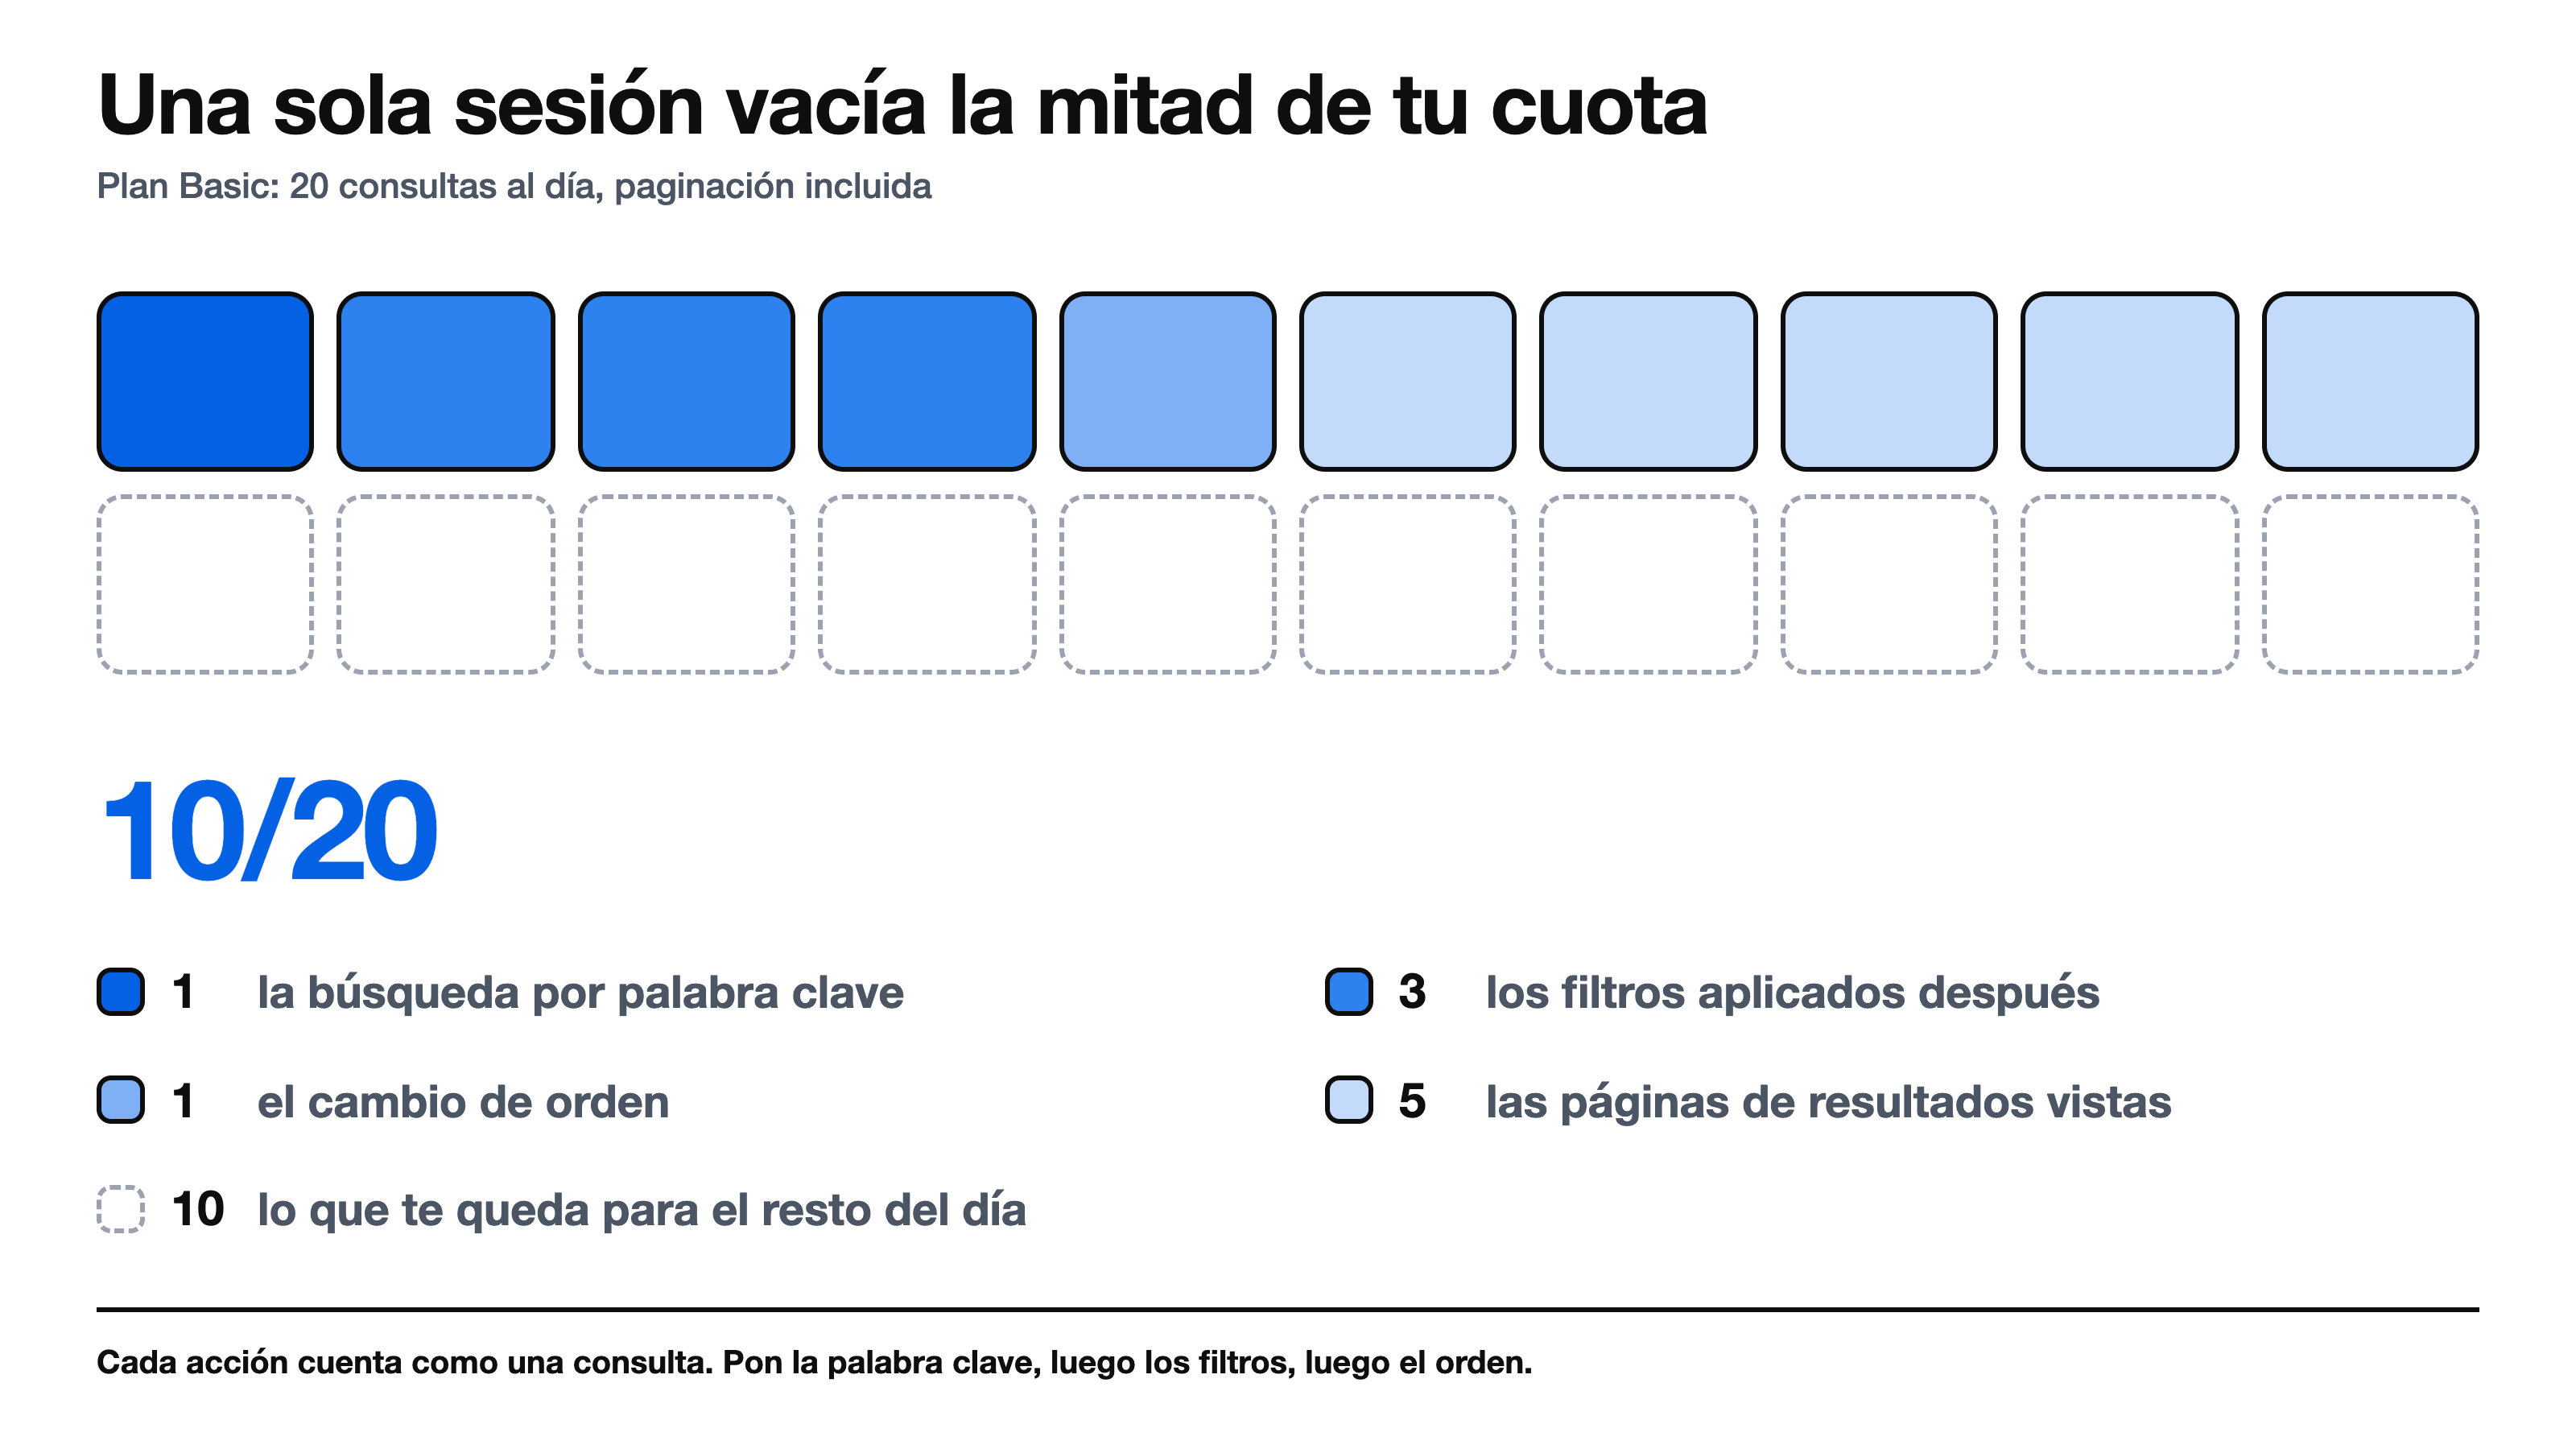 Una sola sesión vacía la mitad de tu cuota
Plan Basic: 20 consultas al día, paginación incluida
10/20
1 la búsqueda por palabra clave
3 los filtros aplicados después
1 el cambio de orden
5 las páginas de resultados vistas
10 lo que te queda para el resto del día
Cada acción cuenta como una consulta. Pon la palabra clave, luego los filtros, luego el orden.